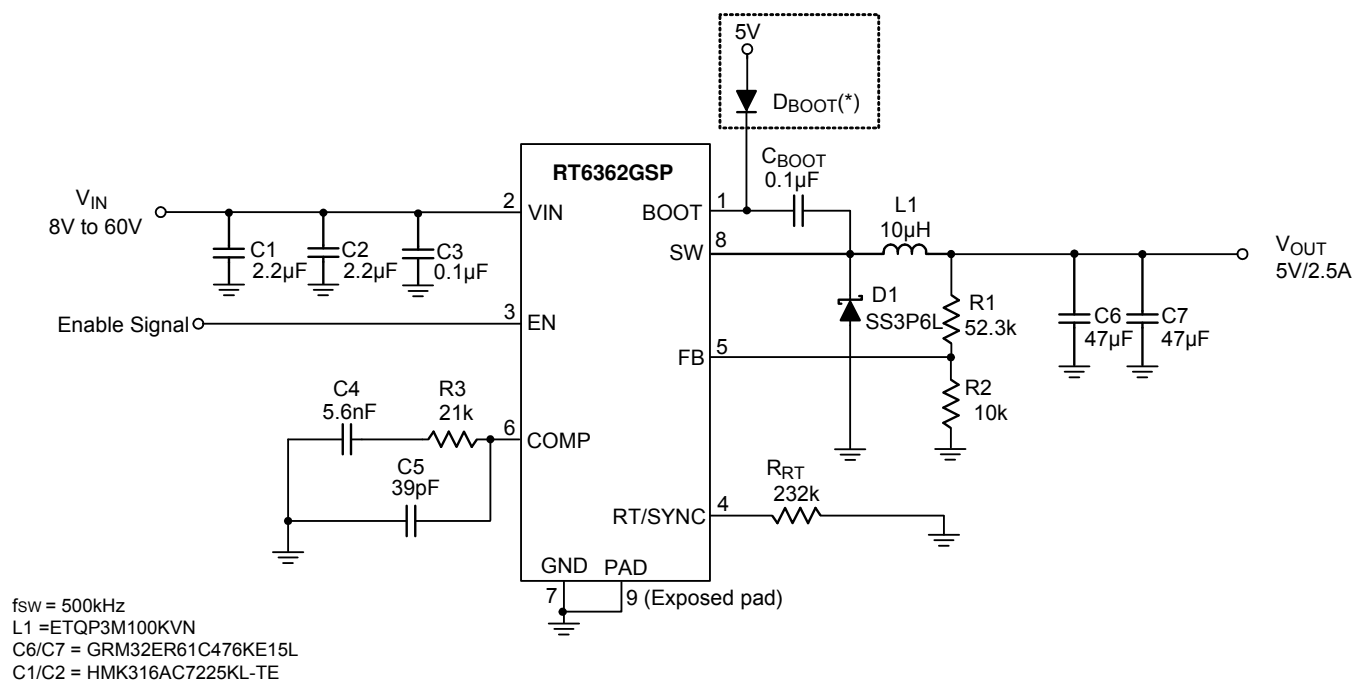 5V
DBOOT(*)
RT6362GSP
CBOOT
0.1µF
VIN
8V to 60V
2
VIN
BOOT
1
L1
10µH
C1
2.2µF
C2
2.2µF
C3
0.1µF
SW
8
VOUT
5V/2.5A
Enable Signal
3
EN
D1
SS3P6L
R1
52.3k
C6
47µF
C7
47µF
FB
5
R2
10k
C4
5.6nF
R3
21k
6
COMP
C5
39pF
RRT
232k
RT/SYNC
4
GND
PAD
7
9 (Exposed pad)
fSW = 500kHz
L1 =ETQP3M100KVN
C6/C7 = GRM32ER61C476KE15L
C1/C2 = HMK316AC7225KL-TE